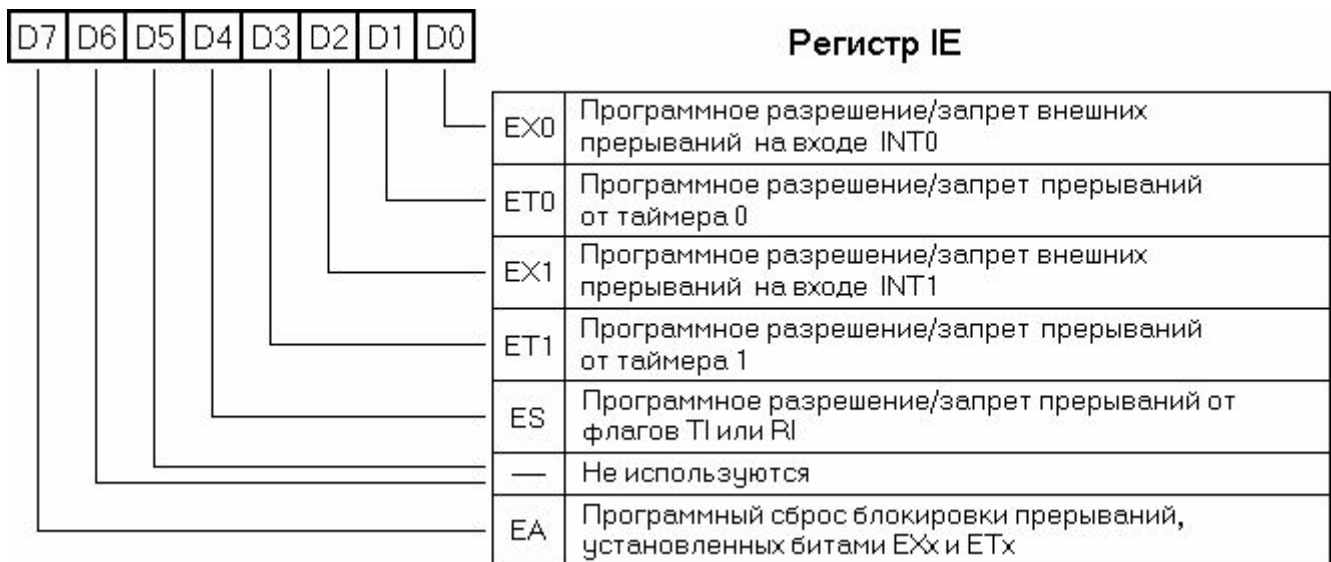 D7 D6 D5 D4 D3 D2 D1 D0
Регистр IE
EX0 Программное разрешение/запрет внешних
прерываний на входе INT0
ET0 Программное разрешение/запрет прерываний
от таймера 0
EX1 Программное разрешение/запрет внешних
прерываний на входе INT1
ET1 Программное разрешение/запрет прерываний
от таймера 1
ES Программное разрешение/запрет прерываний от
флагов TI или RI
— Не используются
EA Программный сброс блокировки прерываний,
установленных битами EXx и ETx